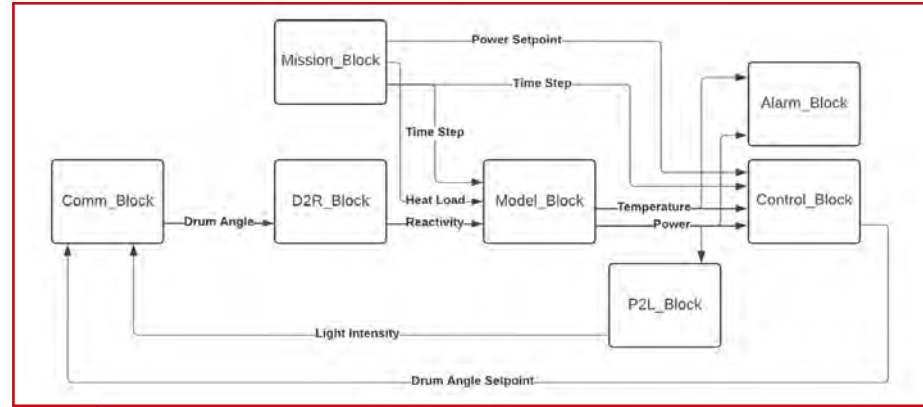 Power Setpoint
Mission_Block
Time Step
Alarm_Block
Time Step
Comm_Block
D2R_Block
Heat Load
Model_Block
Temperature
Control_Block
Drum Angle
Reactivity
Power
P2L_Block
Light Intensity
Drum Angle Setpoint